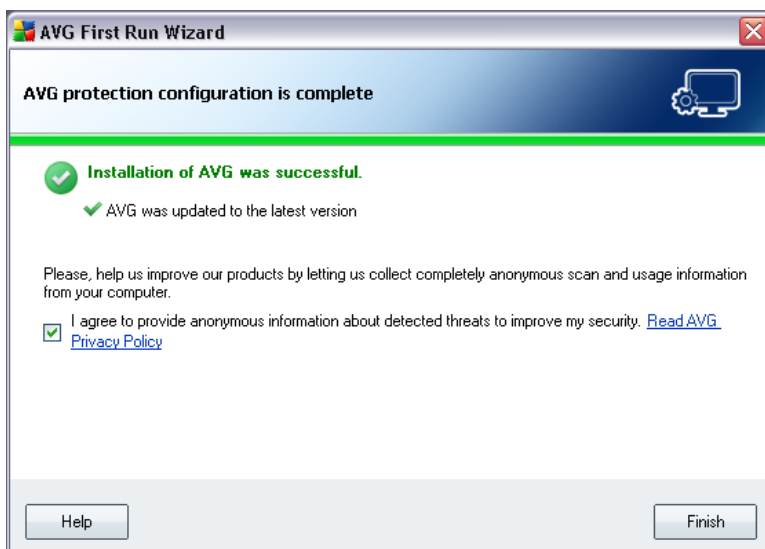 AVG First Run Wizard
AVG protection configuration is complete
Installation of AVG was successful.
AVG was updated to the latest version
Please, help us improve our products by letting us collect completely anonymous scan and usage information
from your computer.
I agree to provide anonymous information about detected threats to improve my security. Read AVG
Privacy Policy
Help
Finish